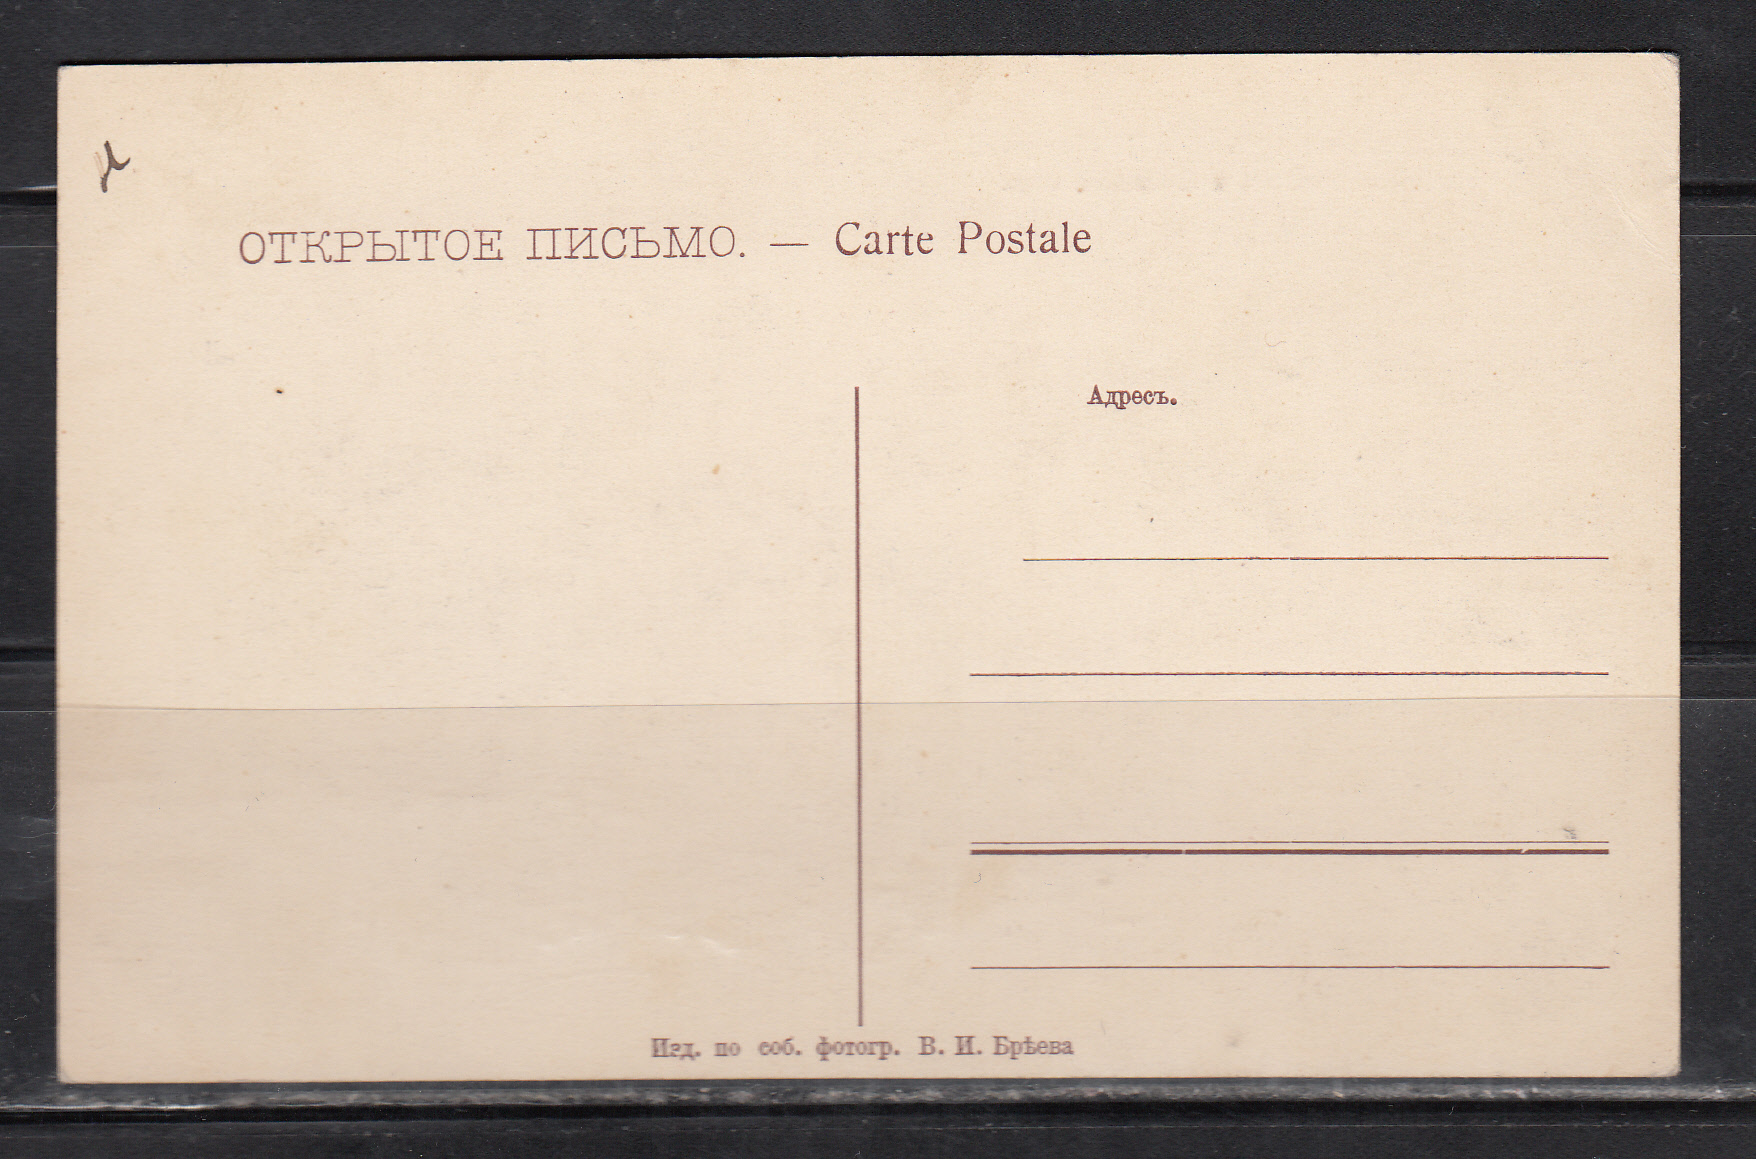 ОТКРЫТОЕ ПИСЬМО. — Carte Postale
Адресъ.
Изд. по соб. фотогр. В. И. Брѣева